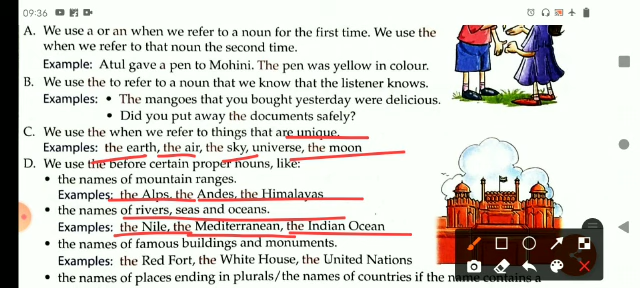 09:36
A. We use a or an when we refer to a noun for the first time. We use the
when we refer to that noun the second time.
Example: Atul gave a pen to Mohini. The pen was yellow in colour.
B. We use the to refer to a noun that we know that the listener knows.
Examples: • The mangoes that you bought yesterday were delicious.
• Did you put away the documents safely?
C. We use the when we refer to things that are unique.
Examples: the earth, the air, the sky, universe, the moon
D. We use the before certain proper nouns, like:
• the names of mountain ranges.
Examples: the Alps, the Andes, the Himalayas
• the names of rivers, seas and oceans.
Examples: the Nile, the Mediterranean, the Indian Ocean
• the names of famous buildings and monuments.
Examples: the Red Fort, the White House, the United Nations
• the names of places ending in plurals/the names of countries if the name contains a